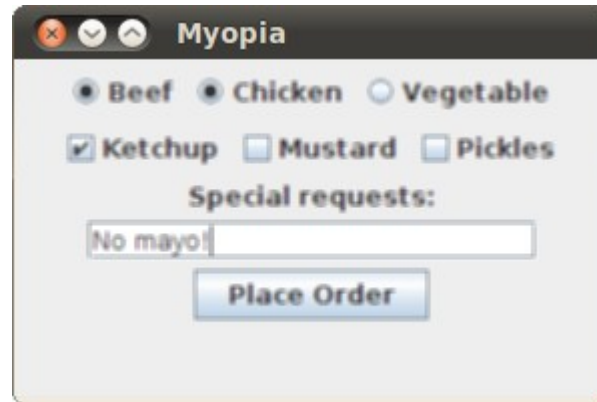 Myopia
Beef Chicken Vegetable
Ketchup Mustard Pickles
Special requests:
No mayo!
Place Order